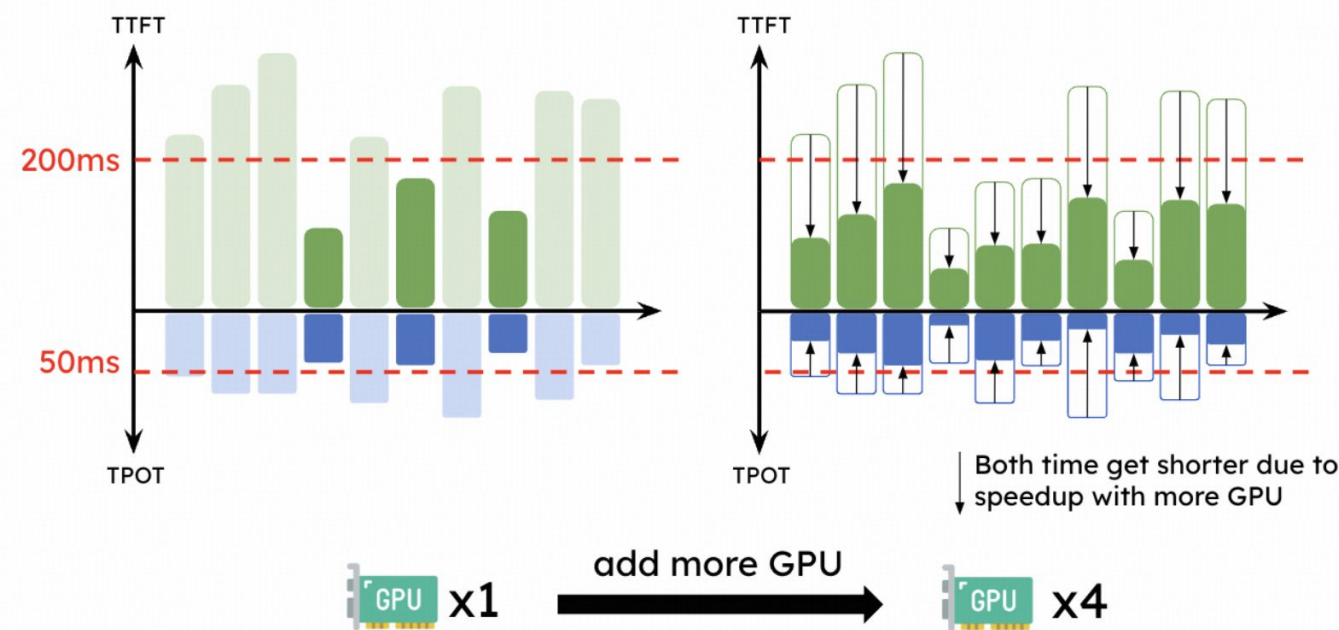 TTFT
TTFT
200ms
50ms
TPOT
TPOT
Both time get shorter due to
speedup with more GPU
add more GPU
GPU x1
GPU x4